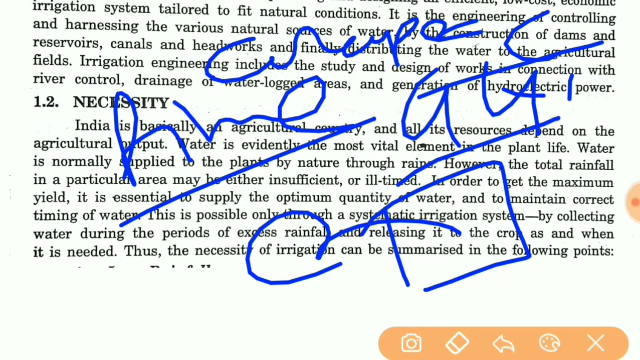 irrigation system tailored to fit natural conditions. It is the engineering of controlling
and harnessing the various natural sources of water, by the construction of dams and
reservoirs, canals and headworks and finally distributing the water to the agricultural
fields. Irrigation engineering includes the study and design of works in connection with
river control, drainage of water-logged areas, and generation of hydroelectric power.
1.2. NECESSITY
India is basically an agricultural country, and all its resources depend on the
agricultural output. Water is evidently the most vital element in the plant life. Water
is normally supplied to the plants by nature through rains. However, the total rainfall
in a particular area may be either insufficient, or ill-timed. In order to get the maximum
yield, it is essential to supply the optimum quantity of water, and to maintain correct
timing of water. This is possible only through a systematic irrigation system—by collecting
water during the periods of excess rainfall and releasing it to the crop as and when
it is needed. Thus, the necessity of irrigation can be summarised in the following points: